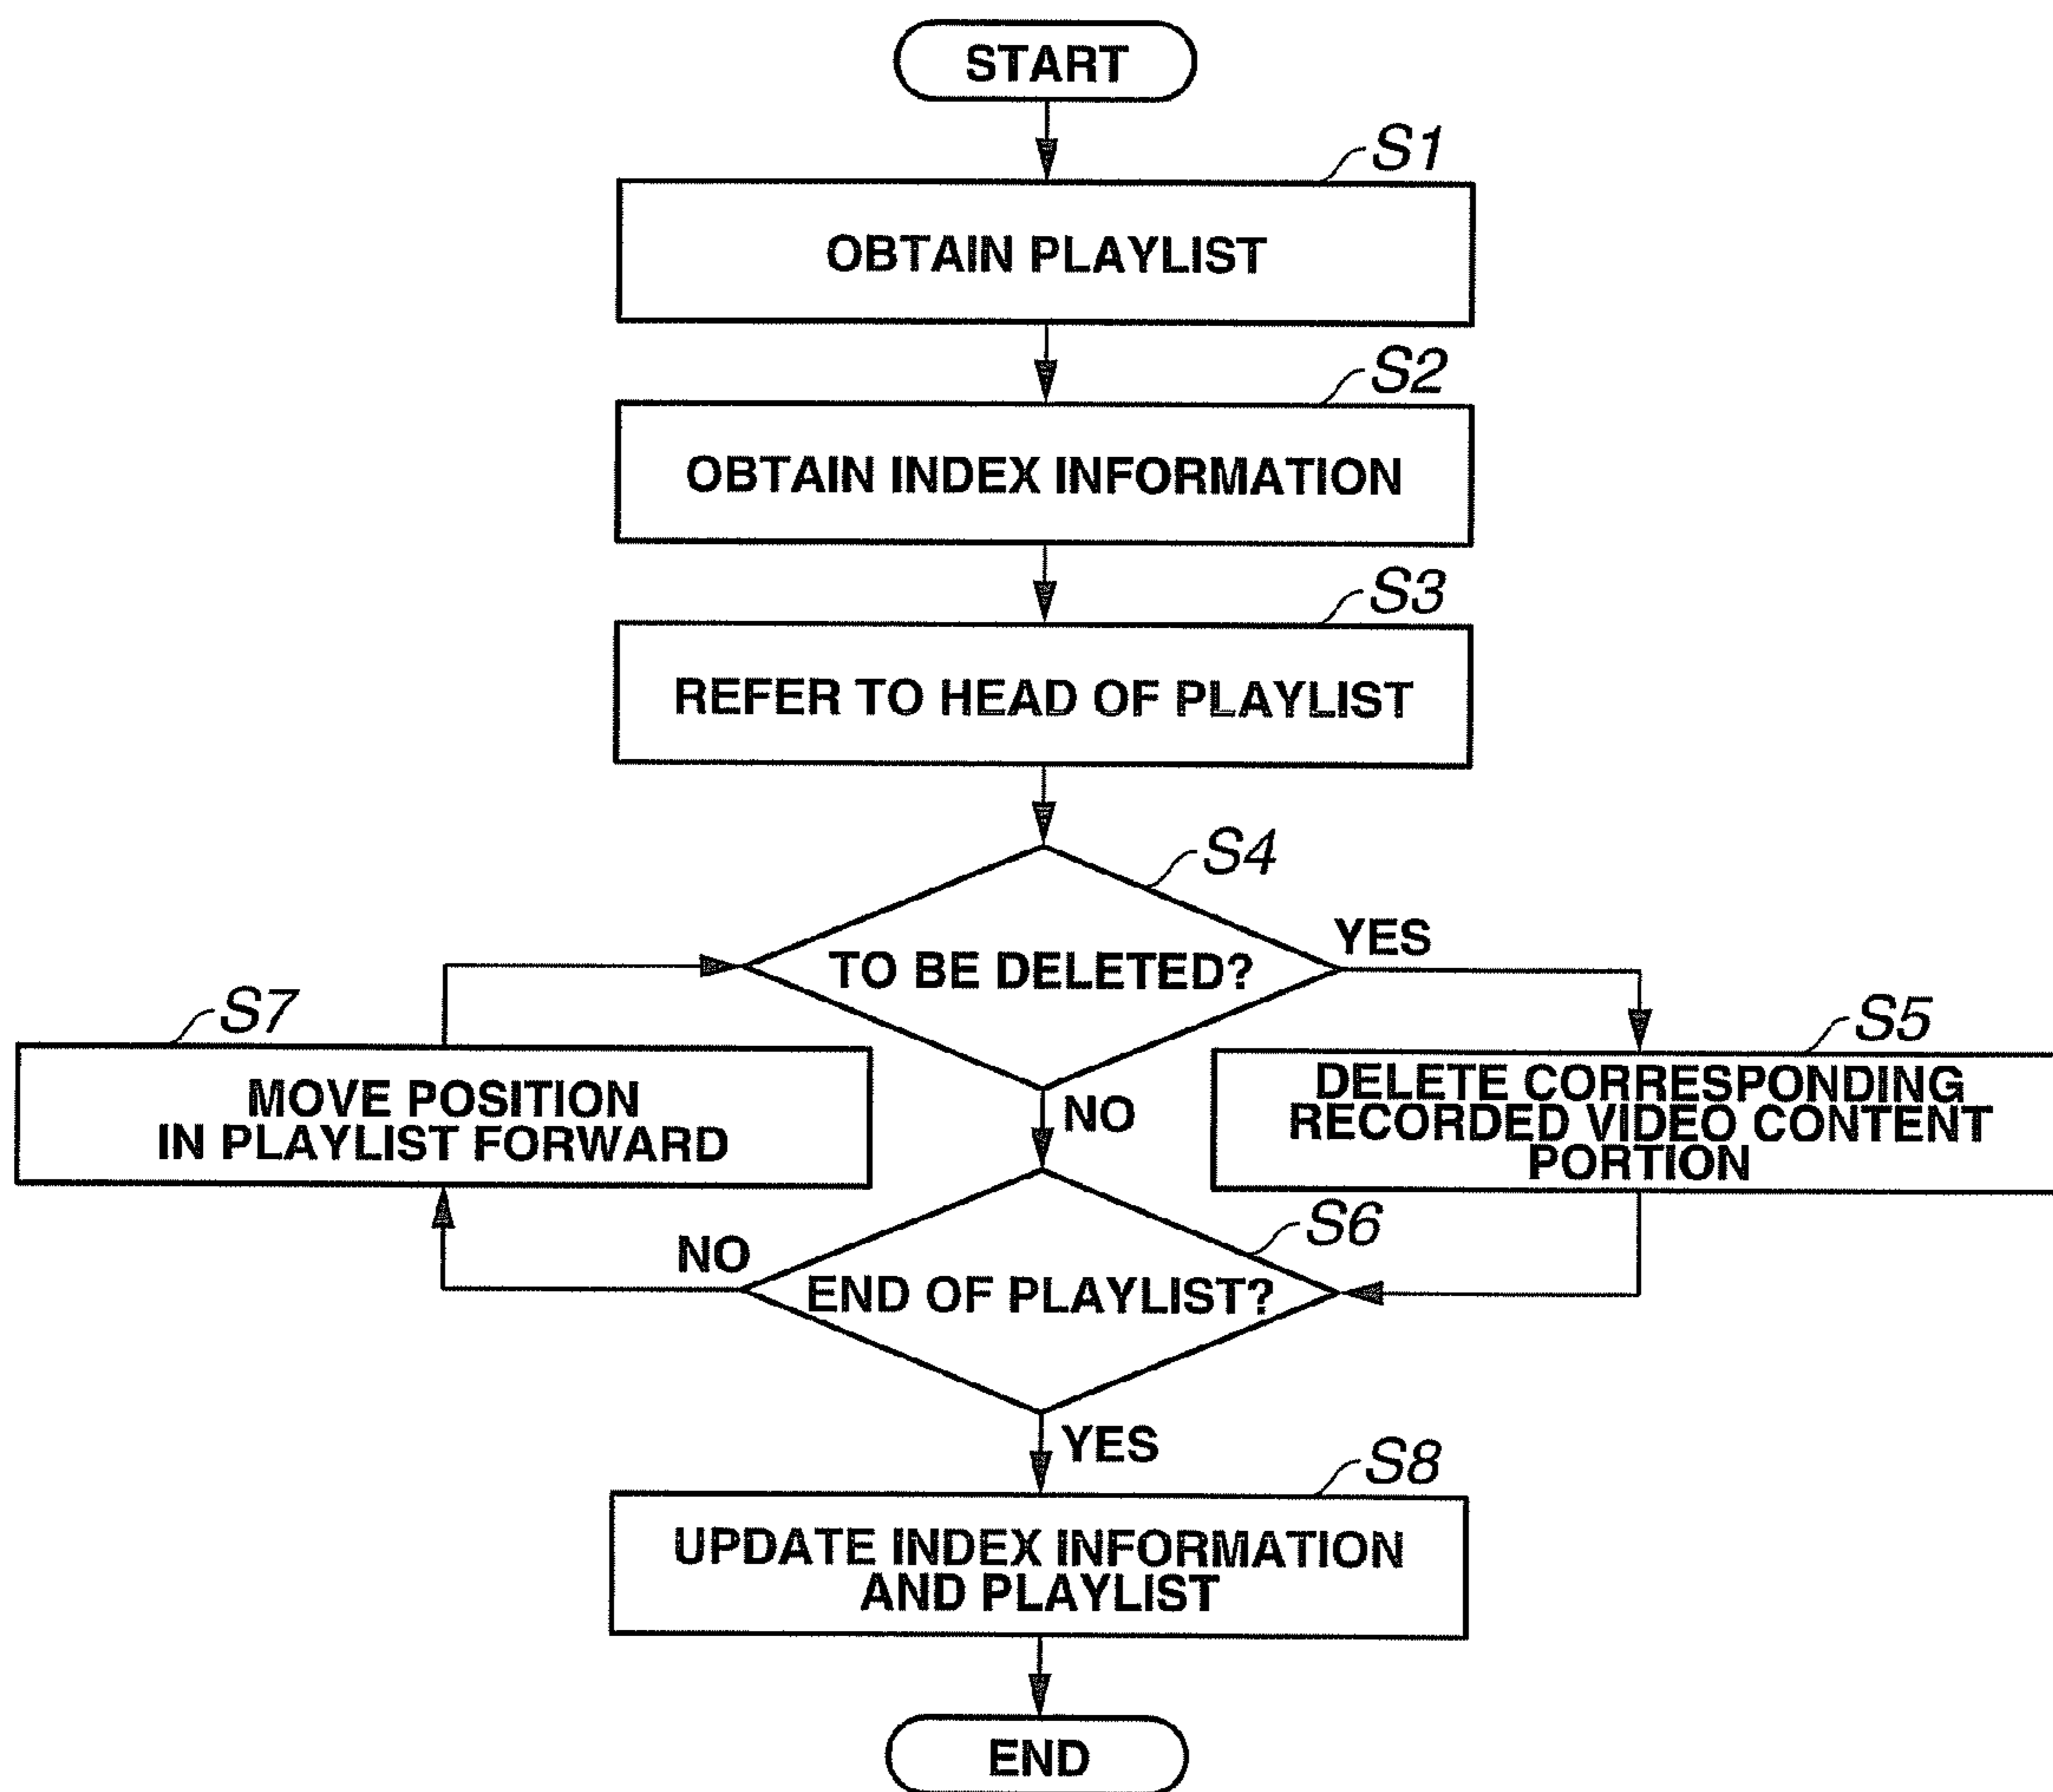 START
S1
OBTAIN PLAYLIST
S2
OBTAIN INDEX INFORMATION
S3
REFER TO HEAD OF PLAYLIST
S4
TO BE DELETED?
YES
S7
MOVE POSITION
IN PLAYLIST FORWARD
NO
S5
DELETE CORRESPONDING
RECORDED VIDEO CONTENT
PORTION
S6
END OF PLAYLIST?
NO
YES
S8
UPDATE INDEX INFORMATION
AND PLAYLIST
END